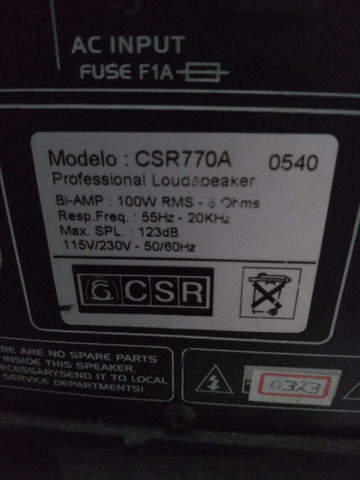 AC INPUT
FUSE F1A
Modelo : CSR770A 0540
Professional Loudspeaker
Bi-AMP : 100W RMS - 6 Ohms
Resp.Freq. : 55Hz - 20KHz
Max. SPL. : 123dB
115V/230V - 50/60Hz
CSR
RE ARE NO SPARE PARTS
INSIDE THIS SPEAKER.
ECESSARYSEND IT TO LOCAL
SERVICE DEPARTMENTS!
0323